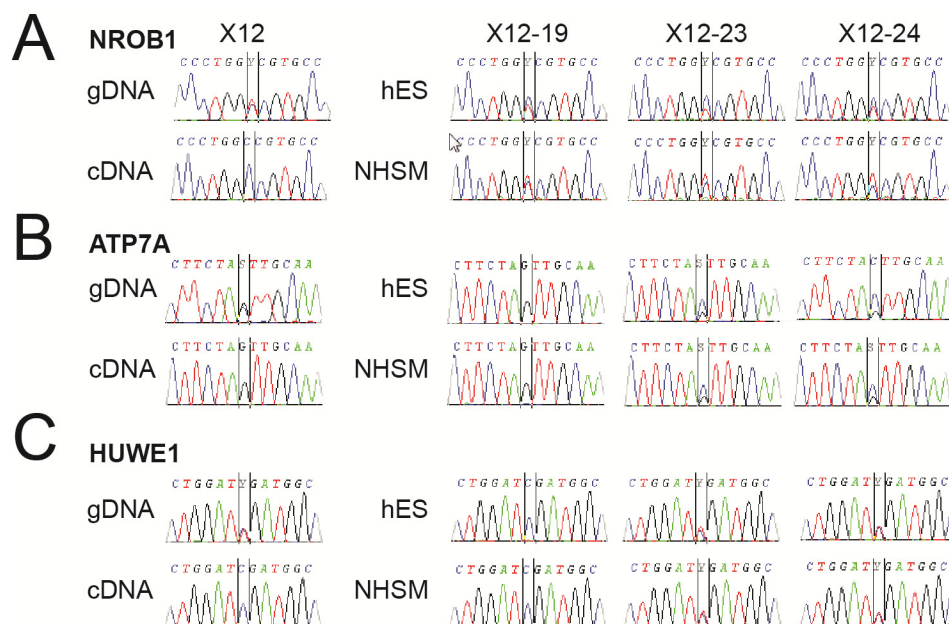 A NROB1 X12 X12-19 X12-23 X12-24
CCCTGGYCGTGCC CCCTGGYCGTGCC CCCTGGYCGTGCC CCCTGGYCGTGCC
gDNA hES
CCCTGGCCGTGCC CCCTGGYCGTGCC CCCTGGYCGTGCC CCCTGGYCGTGCC
cDNA NHSM
B ATP7A
CTTCTASTTGCAA CTTCTAGTTGCAA CTTCTASTTGCAA CTTCTACTTGCAA
gDNA hES
CTTCTAGTTGCAA CTTCTAGTTGCAA CTTCTASTTGCAA CTTCTASTTGCAA
cDNA NHSM
C HUWE1
CTGGATYGATGGC CTGGATCGATGGC CTGGATYGATGGC CTGGATYGATGGC
gDNA hES
CTGGATCGATGGC CTGGATCGATGGC CTGGATYGATGGC CTGGATYGATGGC
cDNA NHSM